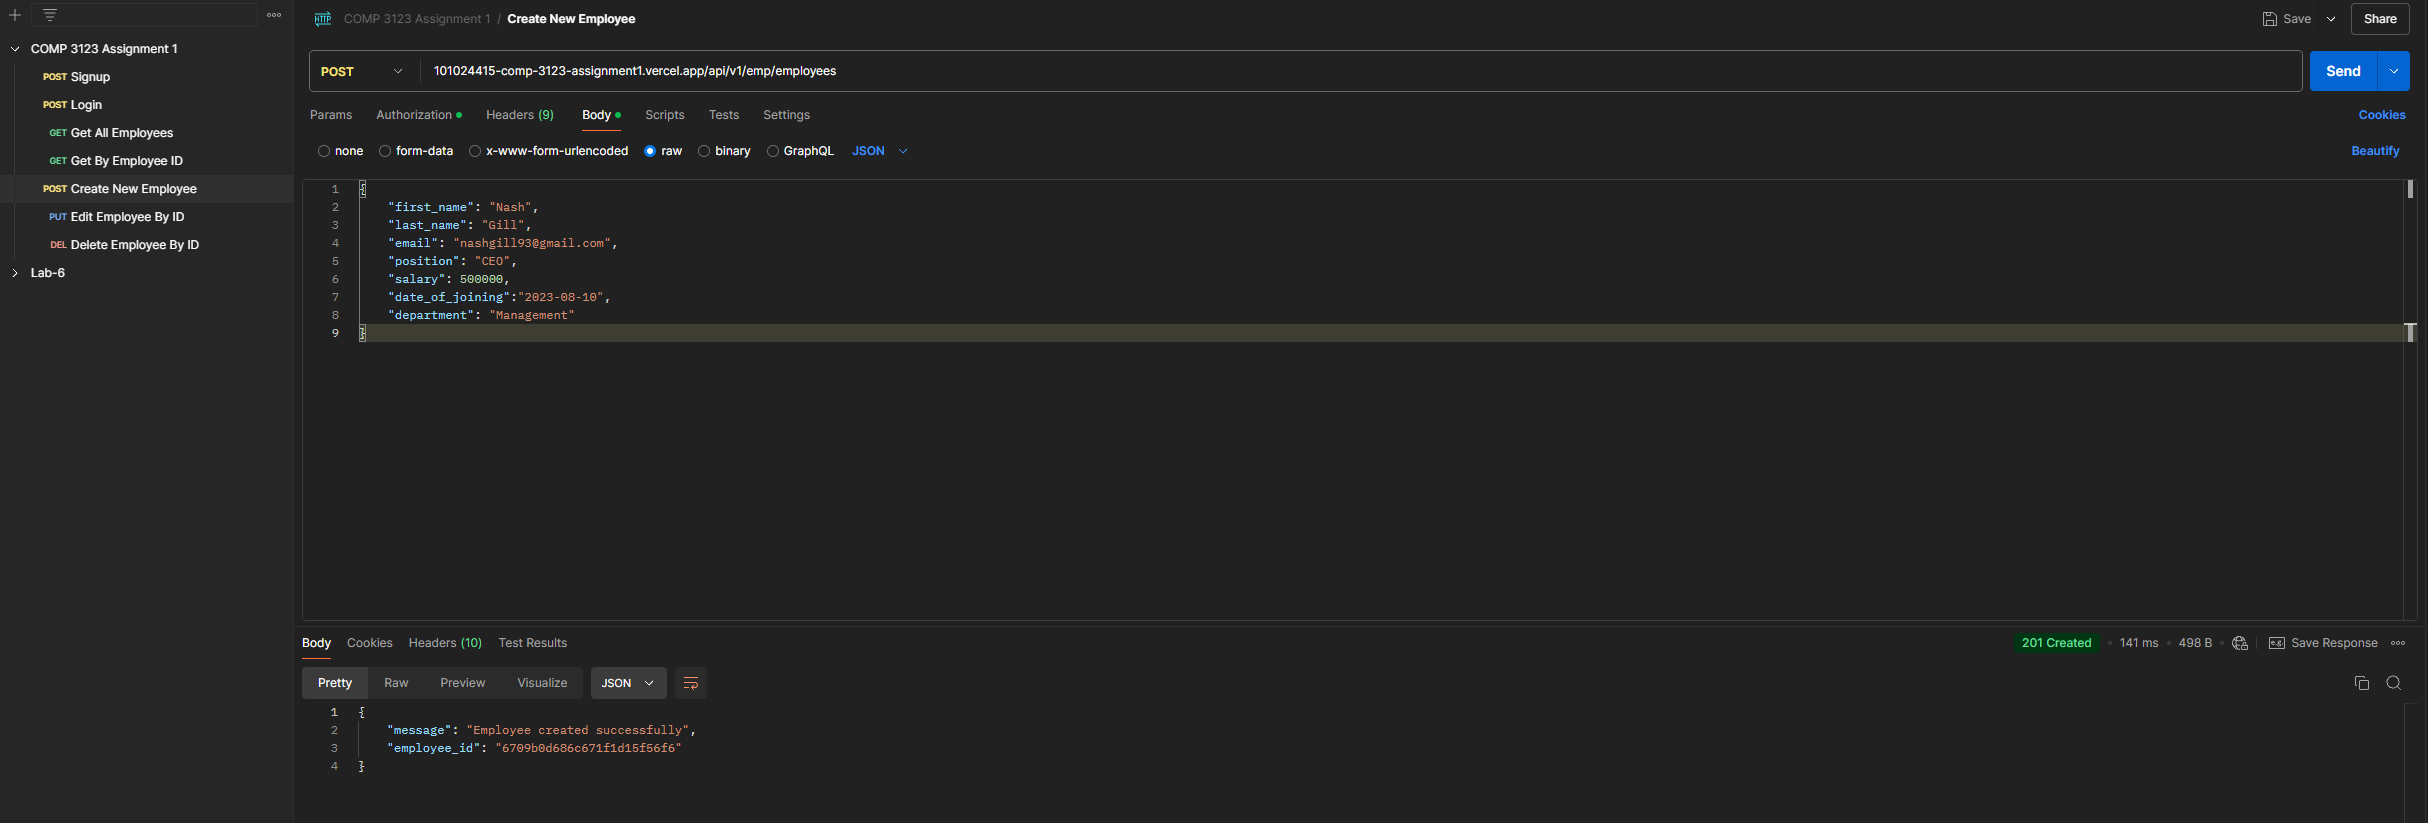 COMP 3123 Assignment 1 / Create New Employee
Save
Share
COMP 3123 Assignment 1
POST Signup
POST Login
GET Get All Employees
GET Get By Employee ID
POST Create New Employee
PUT Edit Employee By ID
DEL Delete Employee By ID
Lab-6
HTTP
POST 101024415-comp-3123-assignment1.vercel.app/api/v1/emp/employees
Send
Params Authorization Headers (9) Body Scripts Tests Settings
Cookies
none form-data x-www-form-urlencoded raw binary GraphQL JSON
Beautify
1 {
2 "first_name": "Nash",
3 "last_name": "Gill",
4 "email": "nashgill93@gmail.com",
5 "position": "CEO",
6 "salary": 500000,
7 "date_of_joining":"2023-08-10",
8 "department": "Management"
9 }
Body Cookies Headers (10) Test Results
201 Created 141 ms 498 B Save Response
e.g.
Pretty Raw Preview Visualize JSON
1 {
2 "message": "Employee created successfully",
3 "employee_id": "6709b0d686c671f1d15f56f6"
4 }